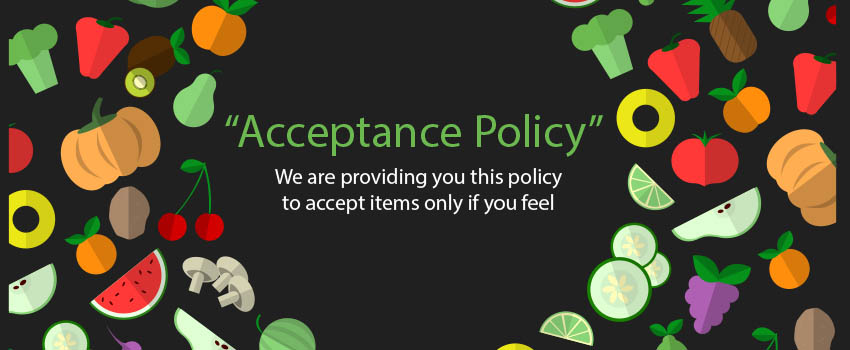 “Acceptance Policy”
We are providing you this policy
to accept items only if you feel